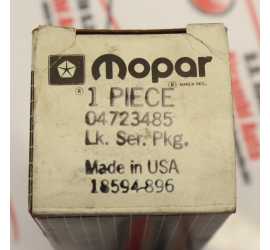 mopar
1 PIECE
04723485
Lk. Ser. Pkg.
Made in USA
18594-896